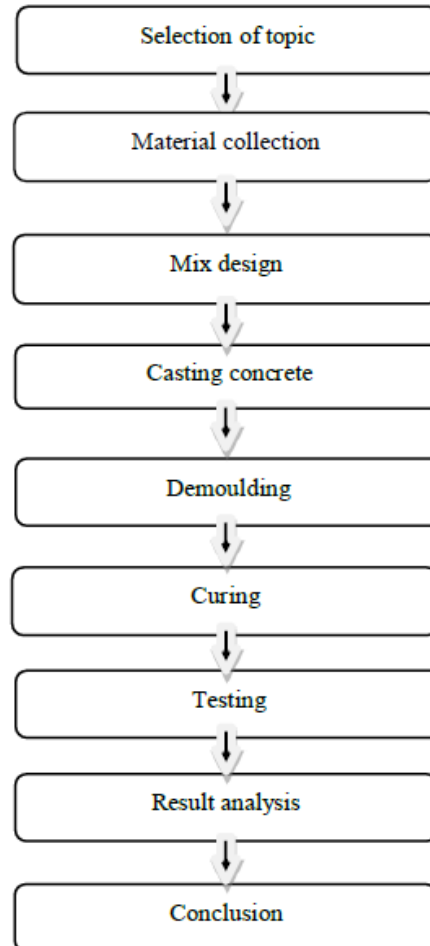 Selection of topic
Material collection
Mix design
Casting concrete
Demoulding
Curing
Testing
Result analysis
Conclusion